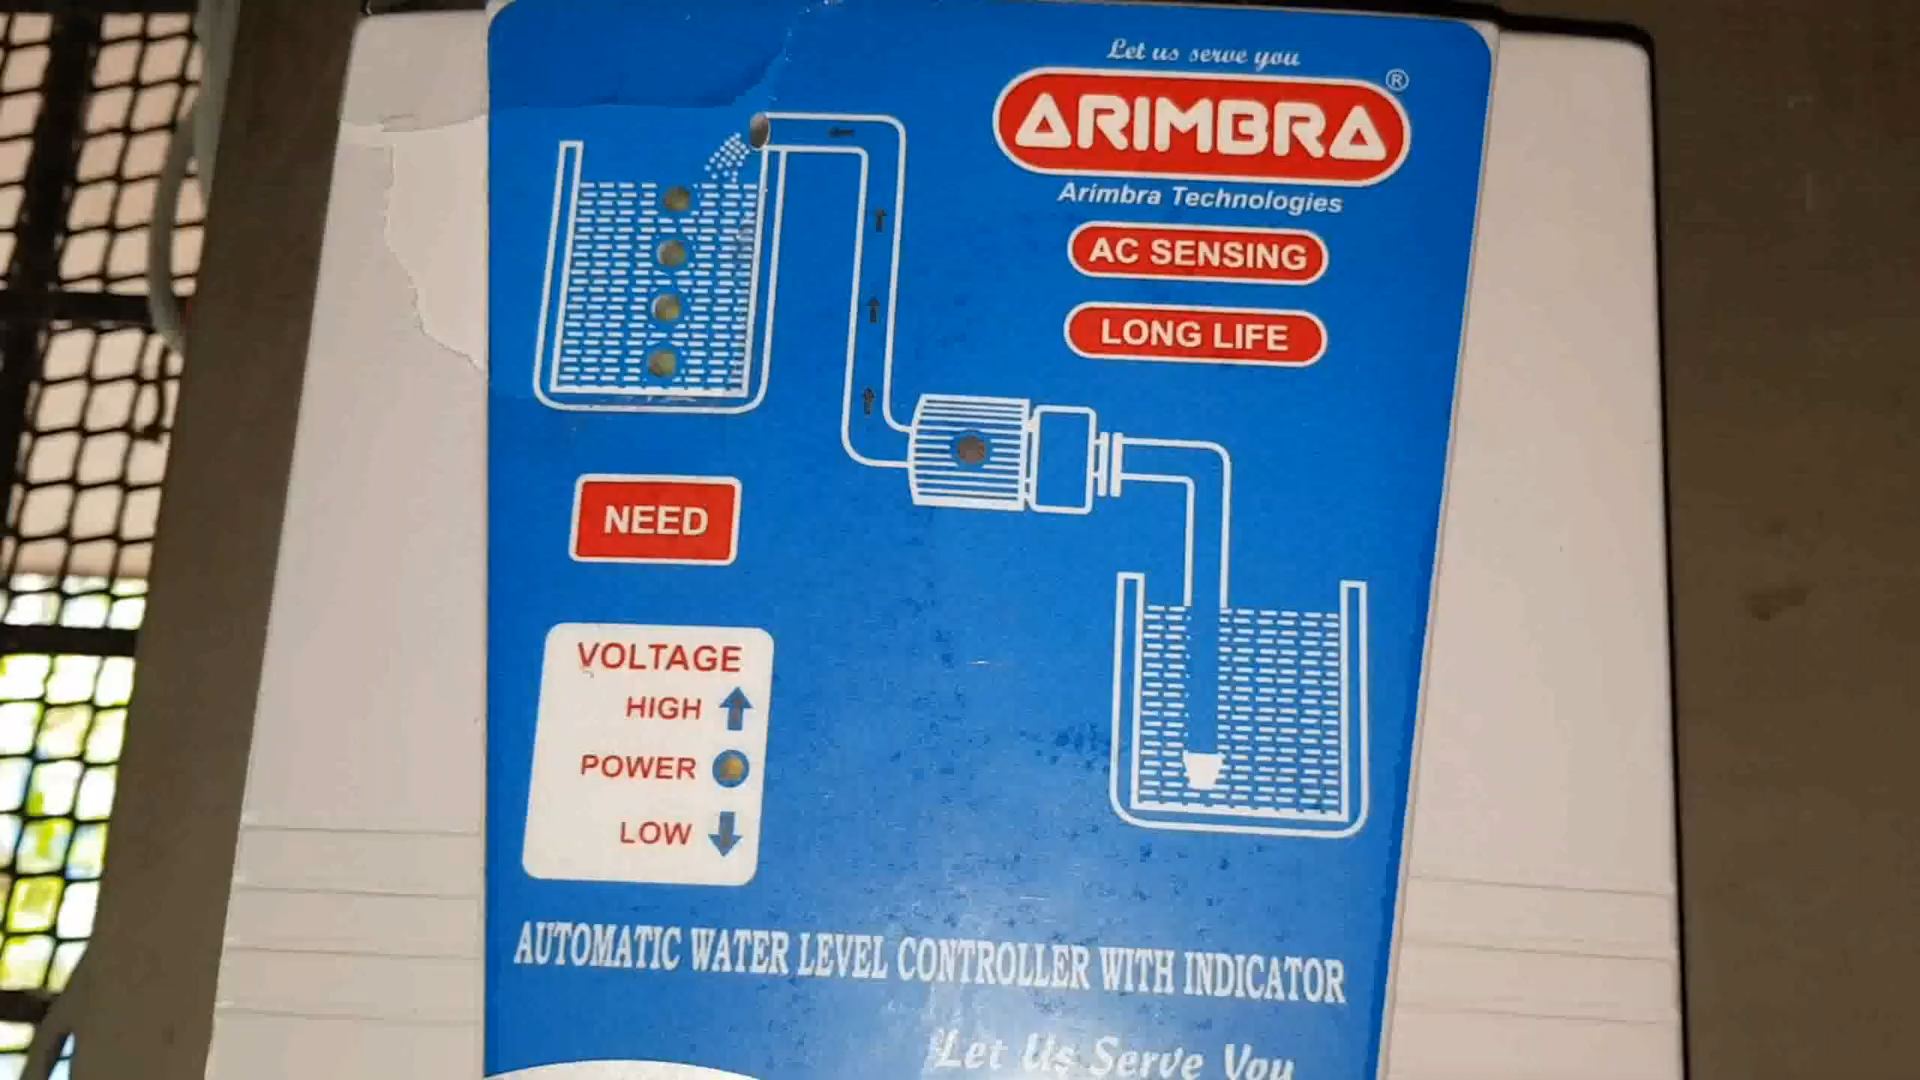 Let us serve you
ARIMBRA
®
Arimbra Technologies
AC SENSING
LONG LIFE
NEED
VOLTAGE
HIGH
POWER
LOW
AUTOMATIC WATER LEVEL CONTROLLER WITH INDICATOR
Let Us Serve You